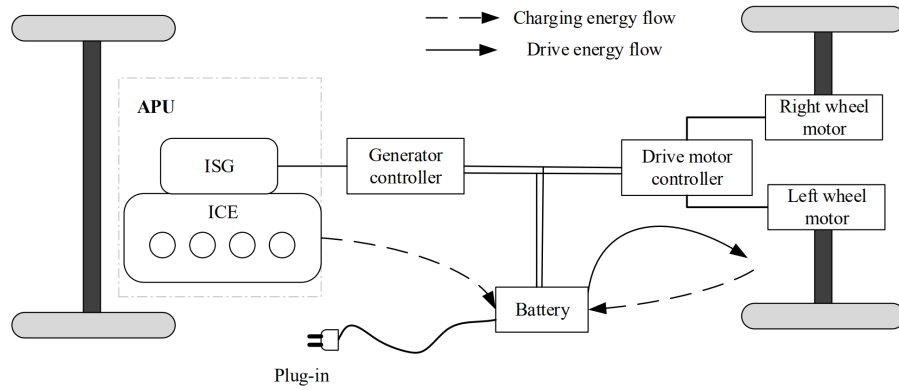 Charging energy flow
Drive energy flow
APU
ISG
ICE
Generator
controller
Drive motor
controller
Right wheel
motor
Left wheel
motor
Battery
Plug-in